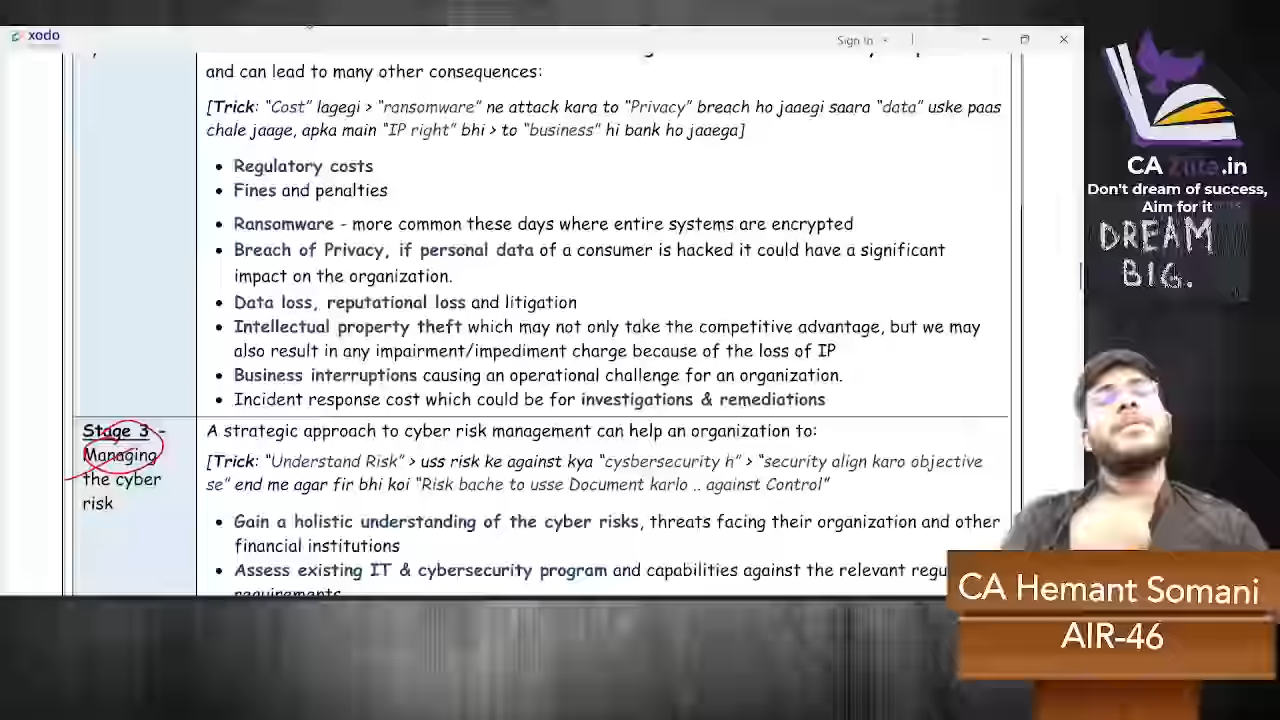 xodo
Sign In
and can lead to many other consequences:
[Trick: “Cost” lagegi > “ransomware” ne attack kara to “Privacy” breach ho jaaegi saara “data” uske paas
chale jaage, apka main “IP right” bhi > to “business” hi bank ho jaaega]
• Regulatory costs
• Fines and penalties
• Ransomware - more common these days where entire systems are encrypted
• Breach of Privacy, if personal data of a consumer is hacked it could have a significant
impact on the organization.
• Data loss, reputational loss and litigation
• Intellectual property theft which may not only take the competitive advantage, but we may
also result in any impairment/impediment charge because of the loss of IP
• Business interruptions causing an operational challenge for an organization.
• Incident response cost which could be for investigations & remediations
Stage 3 -
Managing
the cyber
risk
A strategic approach to cyber risk management can help an organization to:
[Trick: “Understand Risk” > uss risk ke against kya “cysbersecurity h” > “security align karo objective
se” end me agar fir bhi koi “Risk bache to usse Document karlo .. against Control”
• Gain a holistic understanding of the cyber risks, threats facing their organization and other
financial institutions
• Assess existing IT & cybersecurity program and capabilities against the relevant regu
requirements
CA .in
Don't dream of success,
Aim for it
DREAM
BIG.
CA Hemant Somani
AIR-46